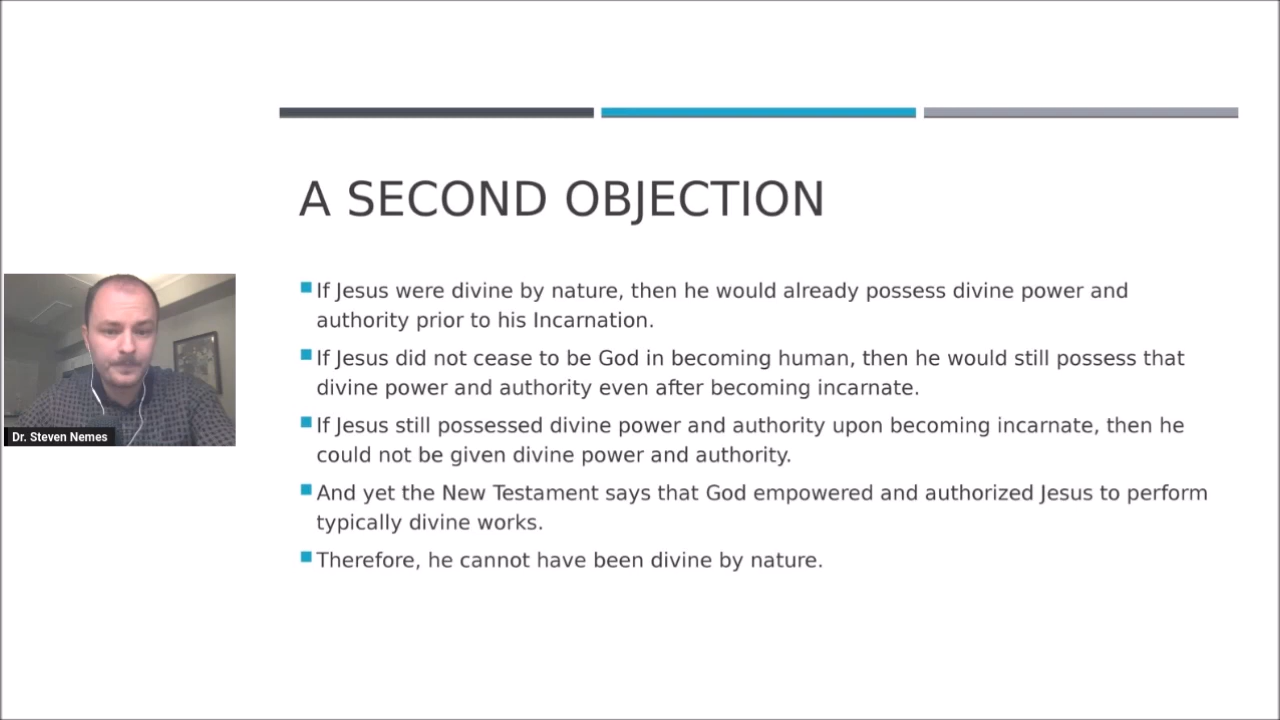 A SECOND OBJECTION
If Jesus were divine by nature, then he would already possess divine power and
authority prior to his Incarnation.
If Jesus did not cease to be God in becoming human, then he would still possess that
divine power and authority even after becoming incarnate.
If Jesus still possessed divine power and authority upon becoming incarnate, then he
could not be given divine power and authority.
And yet the New Testament says that God empowered and authorized Jesus to perform
typically divine works.
Therefore, he cannot have been divine by nature.
Dr. Steven Nemes